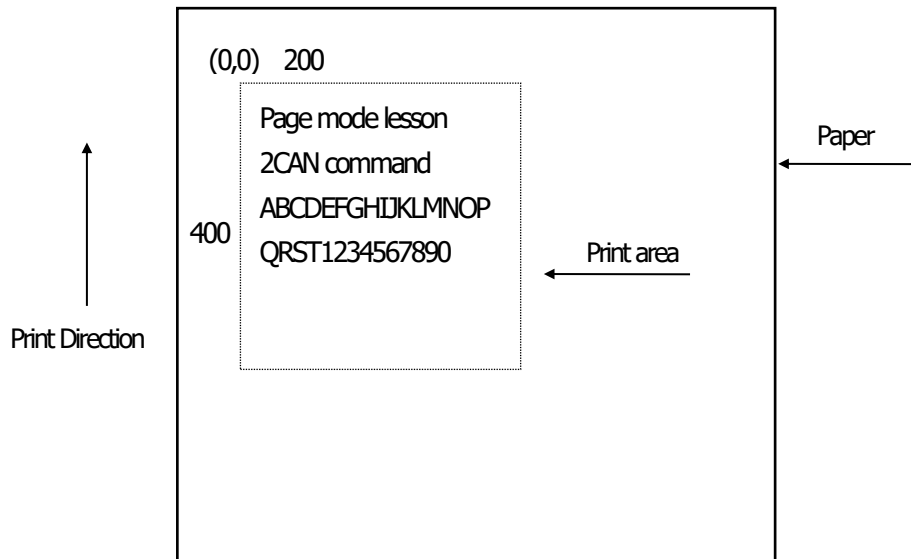 (0,0) 200
Page mode lesson
2CAN command
ABCDEFGHIJKLMNOP
QRST1234567890
400
Print area
Paper
Print Direction